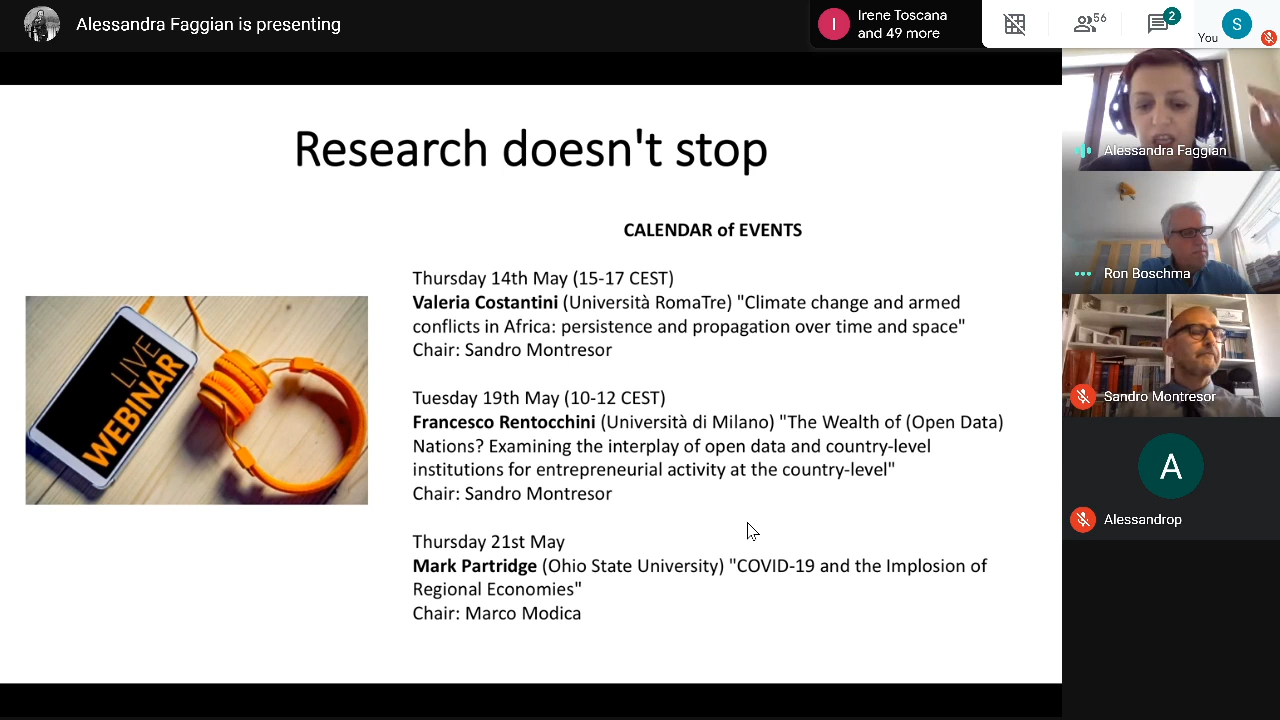 Alessandra Faggian is presenting
I
Irene Toscana
and 49 more
56
2
You
S
Research doesn't stop
CALENDAR of EVENTS
Thursday 14th May (15-17 CEST)
Valeria Costantini (Università RomaTre) "Climate change and armed
conflicts in Africa: persistence and propagation over time and space"
Chair: Sandro Montresor
Tuesday 19th May (10-12 CEST)
Francesco Rentocchini (Università di Milano) "The Wealth of (Open Data)
Nations? Examining the interplay of open data and country-level
institutions for entrepreneurial activity at the country-level"
Chair: Sandro Montresor
Thursday 21st May
Mark Partridge (Ohio State University) "COVID-19 and the Implosion of
Regional Economies"
Chair: Marco Modica
LIVE
WEBINAR
Alessandra Faggian
Ron Boschma
Sandro Montresor
A
Alessandrop